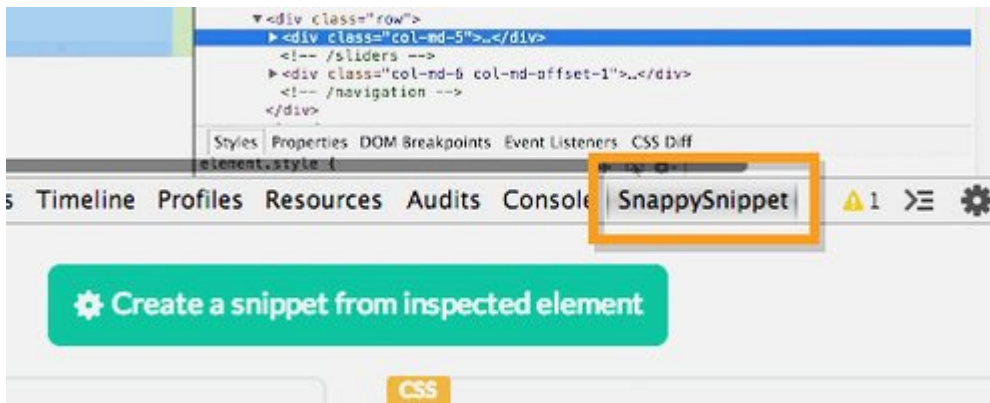 ▼<div class="row">
▶<div class="col-md-5">…</div>
<!-- /sliders -->
▶<div class="col-md-6 col-md-offset-1">…</div>
<!-- /navigation -->
</div>
Styles Properties DOM Breakpoints Event Listeners CSS Diff
element.style {
s Timeline Profiles Resources Audits Console SnappySnippet 1
Create a snippet from inspected element
CSS